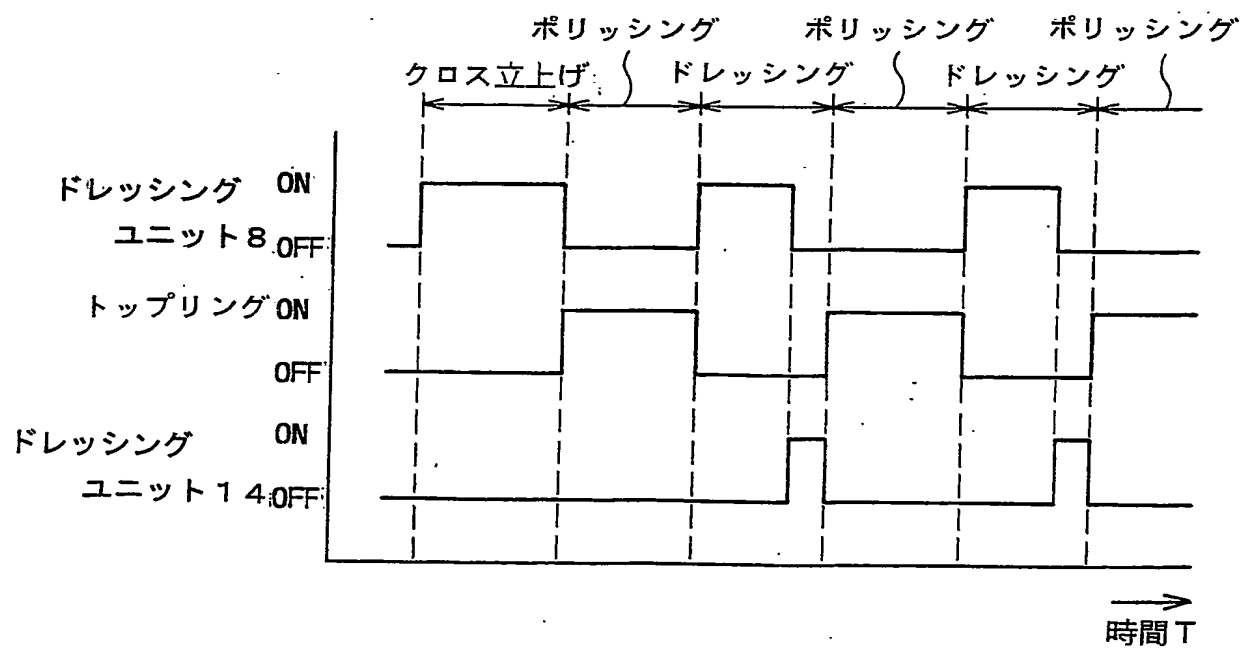 ポリッシング
ポリッシング
ポリッシング
クロス立上げ
ドレッシング
ドレッシング
ドレッシング
ユニット8
ON
OFF
トップリング
ON
OFF
ドレッシング
ユニット14
ON
OFF
時間T